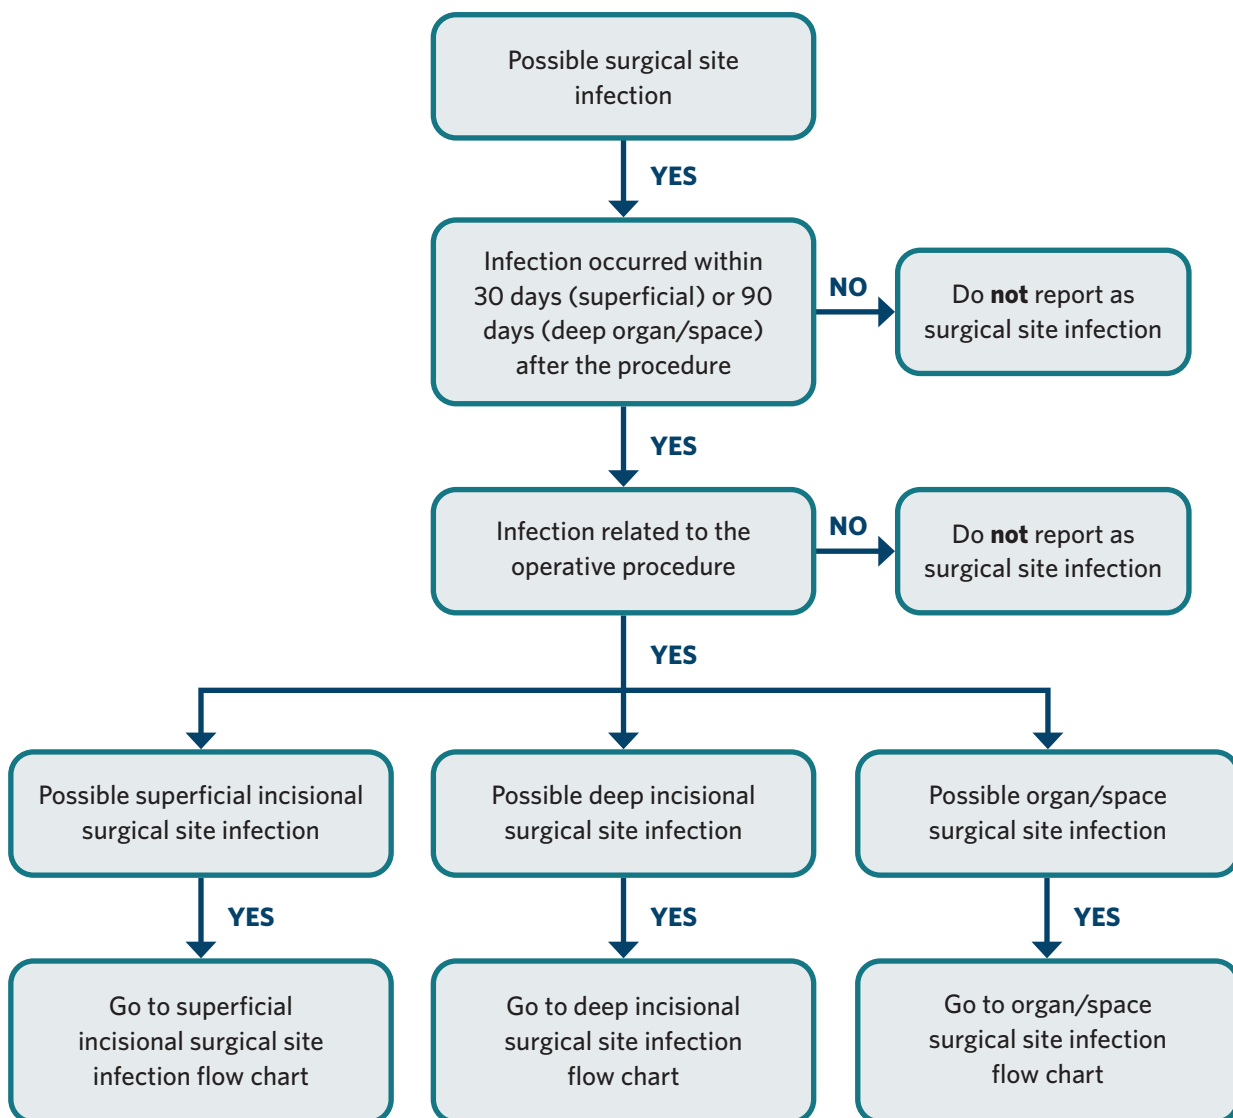 Possible surgical site
infection
YES
Infection occurred within
30 days (superficial) or 90
days (deep organ/space)
after the procedure
NO
Do not report as
surgical site infection
YES
Infection related to the
operative procedure
NO
Do not report as
surgical site infection
YES
Possible superficial incisional
surgical site infection
Possible deep incisional
surgical site infection
Possible organ/space
surgical site infection
YES
YES
YES
Go to superficial
incisional surgical site
infection flow chart
Go to deep incisional
surgical site infection
flow chart
Go to organ/space
surgical site infection
flow chart